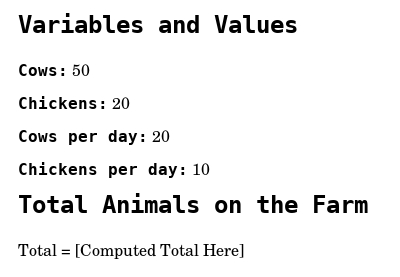 Variables and Values
Cows: 50
Chickens: 20
Cows per day: 20
Chickens per day: 10
Total Animals on the Farm
Total = [Computed Total Here]